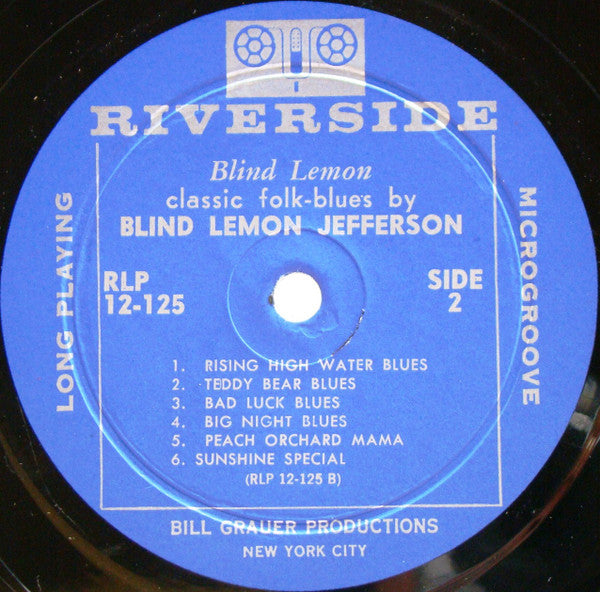 RIVERSIDE
Blind Lemon
classic folk-blues by
BLIND LEMON JEFFERSON
LONG PLAYING
MICROGROOVE
RLP
12-125
SIDE
2
1. RISING HIGH WATER BLUES
2. TEDDY BEAR BLUES
3. BAD LUCK BLUES
4. BIG NIGHT BLUES
5. PEACH ORCHARD MAMA
6. SUNSHINE SPECIAL
(RLP 12-125 B)
BILL GRAUER PRODUCTIONS
NEW YORK CITY